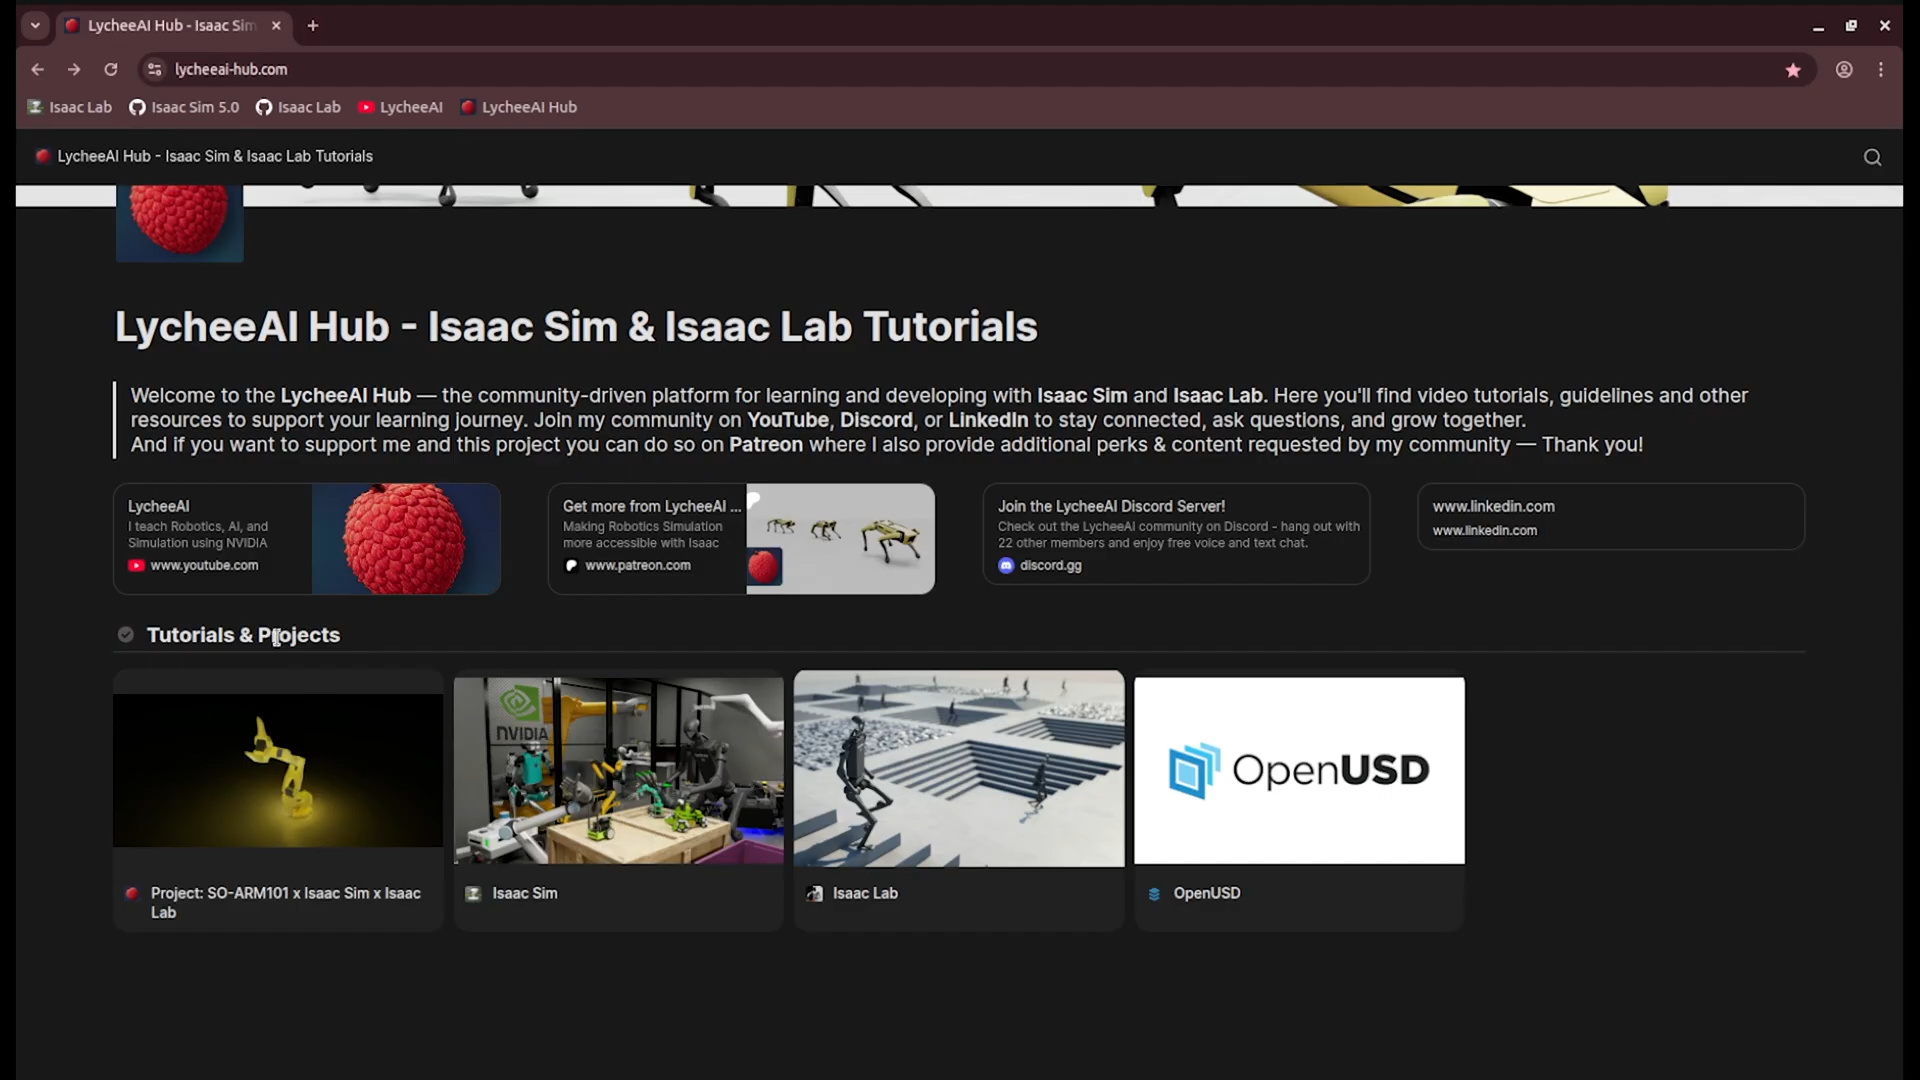 LycheeAI Hub - Isaac Sim
lycheeai-hub.com
Isaac Lab
Isaac Sim 5.0
Isaac Lab
LycheeAI
LycheeAI Hub
LycheeAI Hub - Isaac Sim & Isaac Lab Tutorials
LycheeAI Hub - Isaac Sim & Isaac Lab Tutorials
Welcome to the LycheeAI Hub — the community-driven platform for learning and developing with Isaac Sim and Isaac Lab. Here you'll find video tutorials, guidelines and other
resources to support your learning journey. Join my community on YouTube, Discord, or LinkedIn to stay connected, ask questions, and grow together.
And if you want to support me and this project you can do so on Patreon where I also provide additional perks & content requested by my community — Thank you!
LycheeAI
I teach Robotics, AI, and
Simulation using NVIDIA
www.youtube.com
Get more from LycheeAI ...
Making Robotics Simulation
more accessible with Isaac
www.patreon.com
Join the LycheeAI Discord Server!
Check out the LycheeAI community on Discord - hang out with
22 other members and enjoy free voice and text chat.
discord.gg
www.linkedin.com
www.linkedin.com
Tutorials & Projects
NVIDIA
OpenUSD
Project: SO-ARM101 x Isaac Sim x Isaac
Lab
Isaac Sim
Isaac Lab
OpenUSD